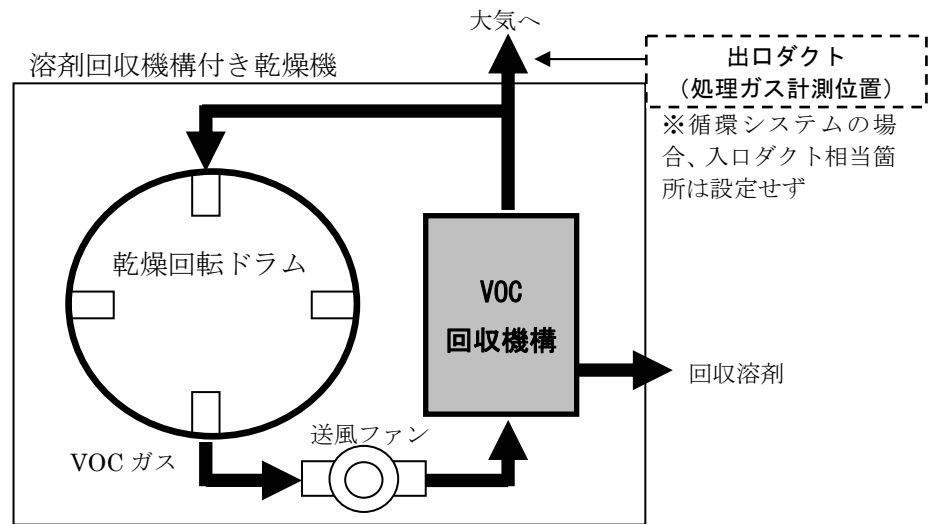 大気へ
溶剤回収機構付き乾燥機
出口ダクト
（処理ガス計測位置）
※循環システムの場
合、入口ダクト相当箇
所は設定せず
乾燥回転ドラム
VOC
回収機構
回収溶剤
送風ファン
VOC ガス